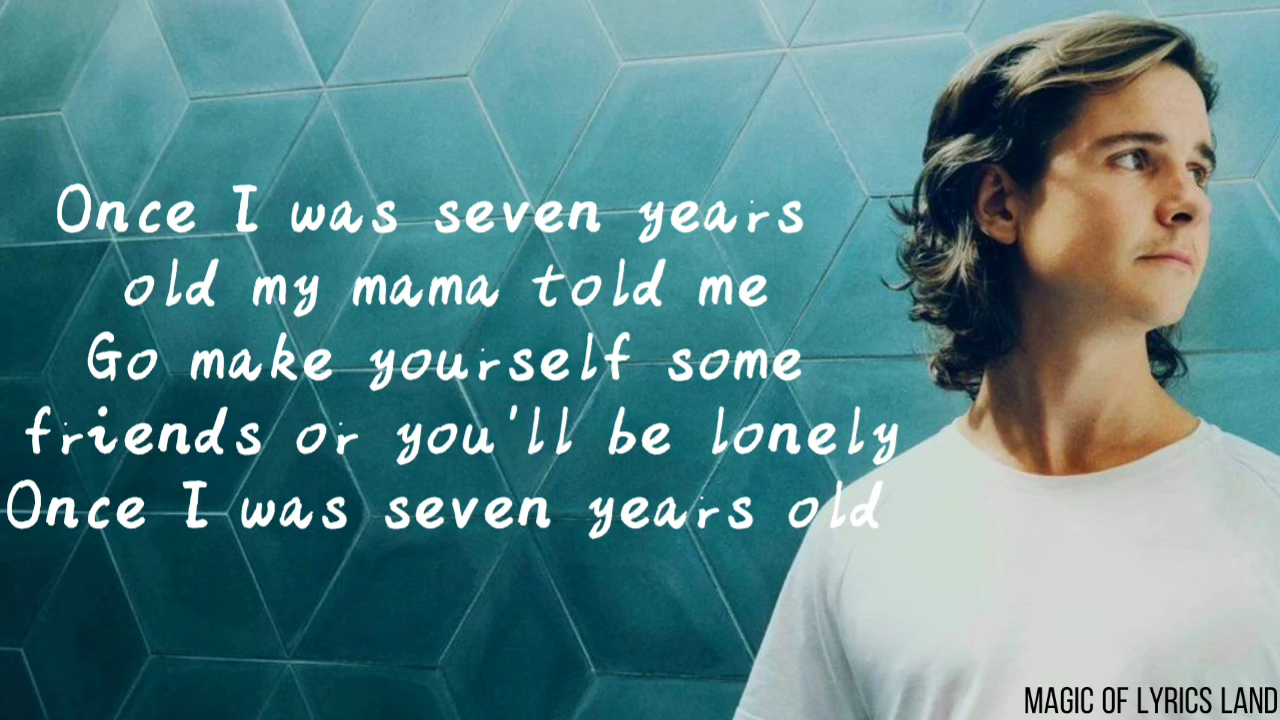 Once I was seven years
old my mama told me
Go make yourself some
friends or you'll be lonely
Once I was seven years old
MAGIC OF LYRICS LAND